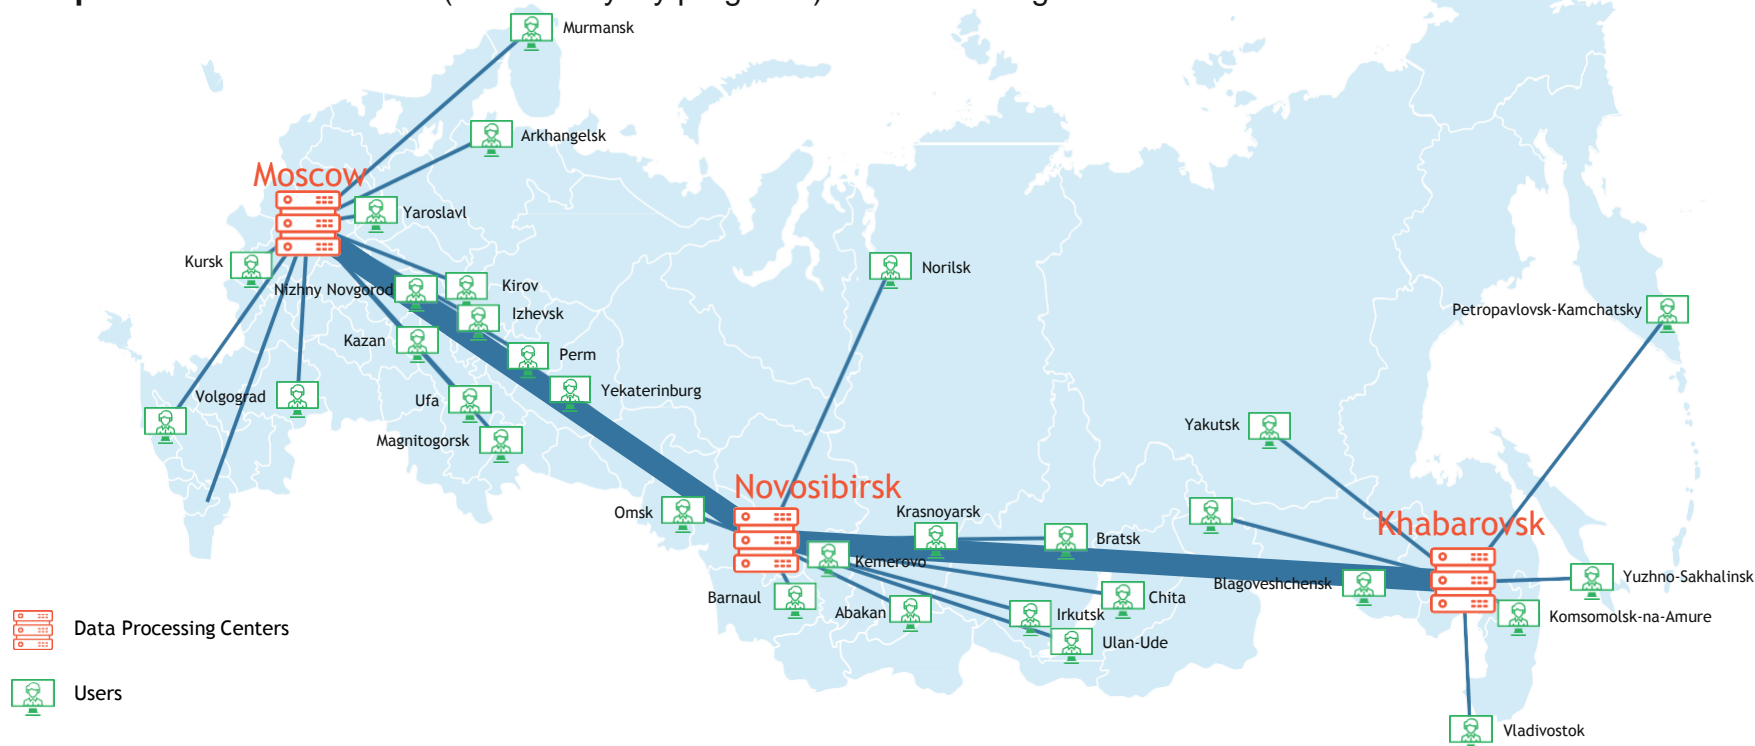 Murmansk
Arkhangelsk
Moscow
Yaroslavl
Kursk
Nizhny Novgorod
Kirov
Izhevsk
Kazan
Perm
Yekaterinburg
Volgograd
Ufa
Magnitogorsk
Norilsk
Petropavlovsk-Kamchatsky
Yakutsk
Novosibirsk
Omsk
Krasnoyarsk
Bratsk
Khabarovsk
Kemerovo
Blagoveshchensk
Yuzhno-Sakhalinsk
Barnaul
Abakan
Chita
Irkutsk
Komsomolsk-na-Amure
Ulan-Ude
Vladivostok
Data Processing Centers
Users